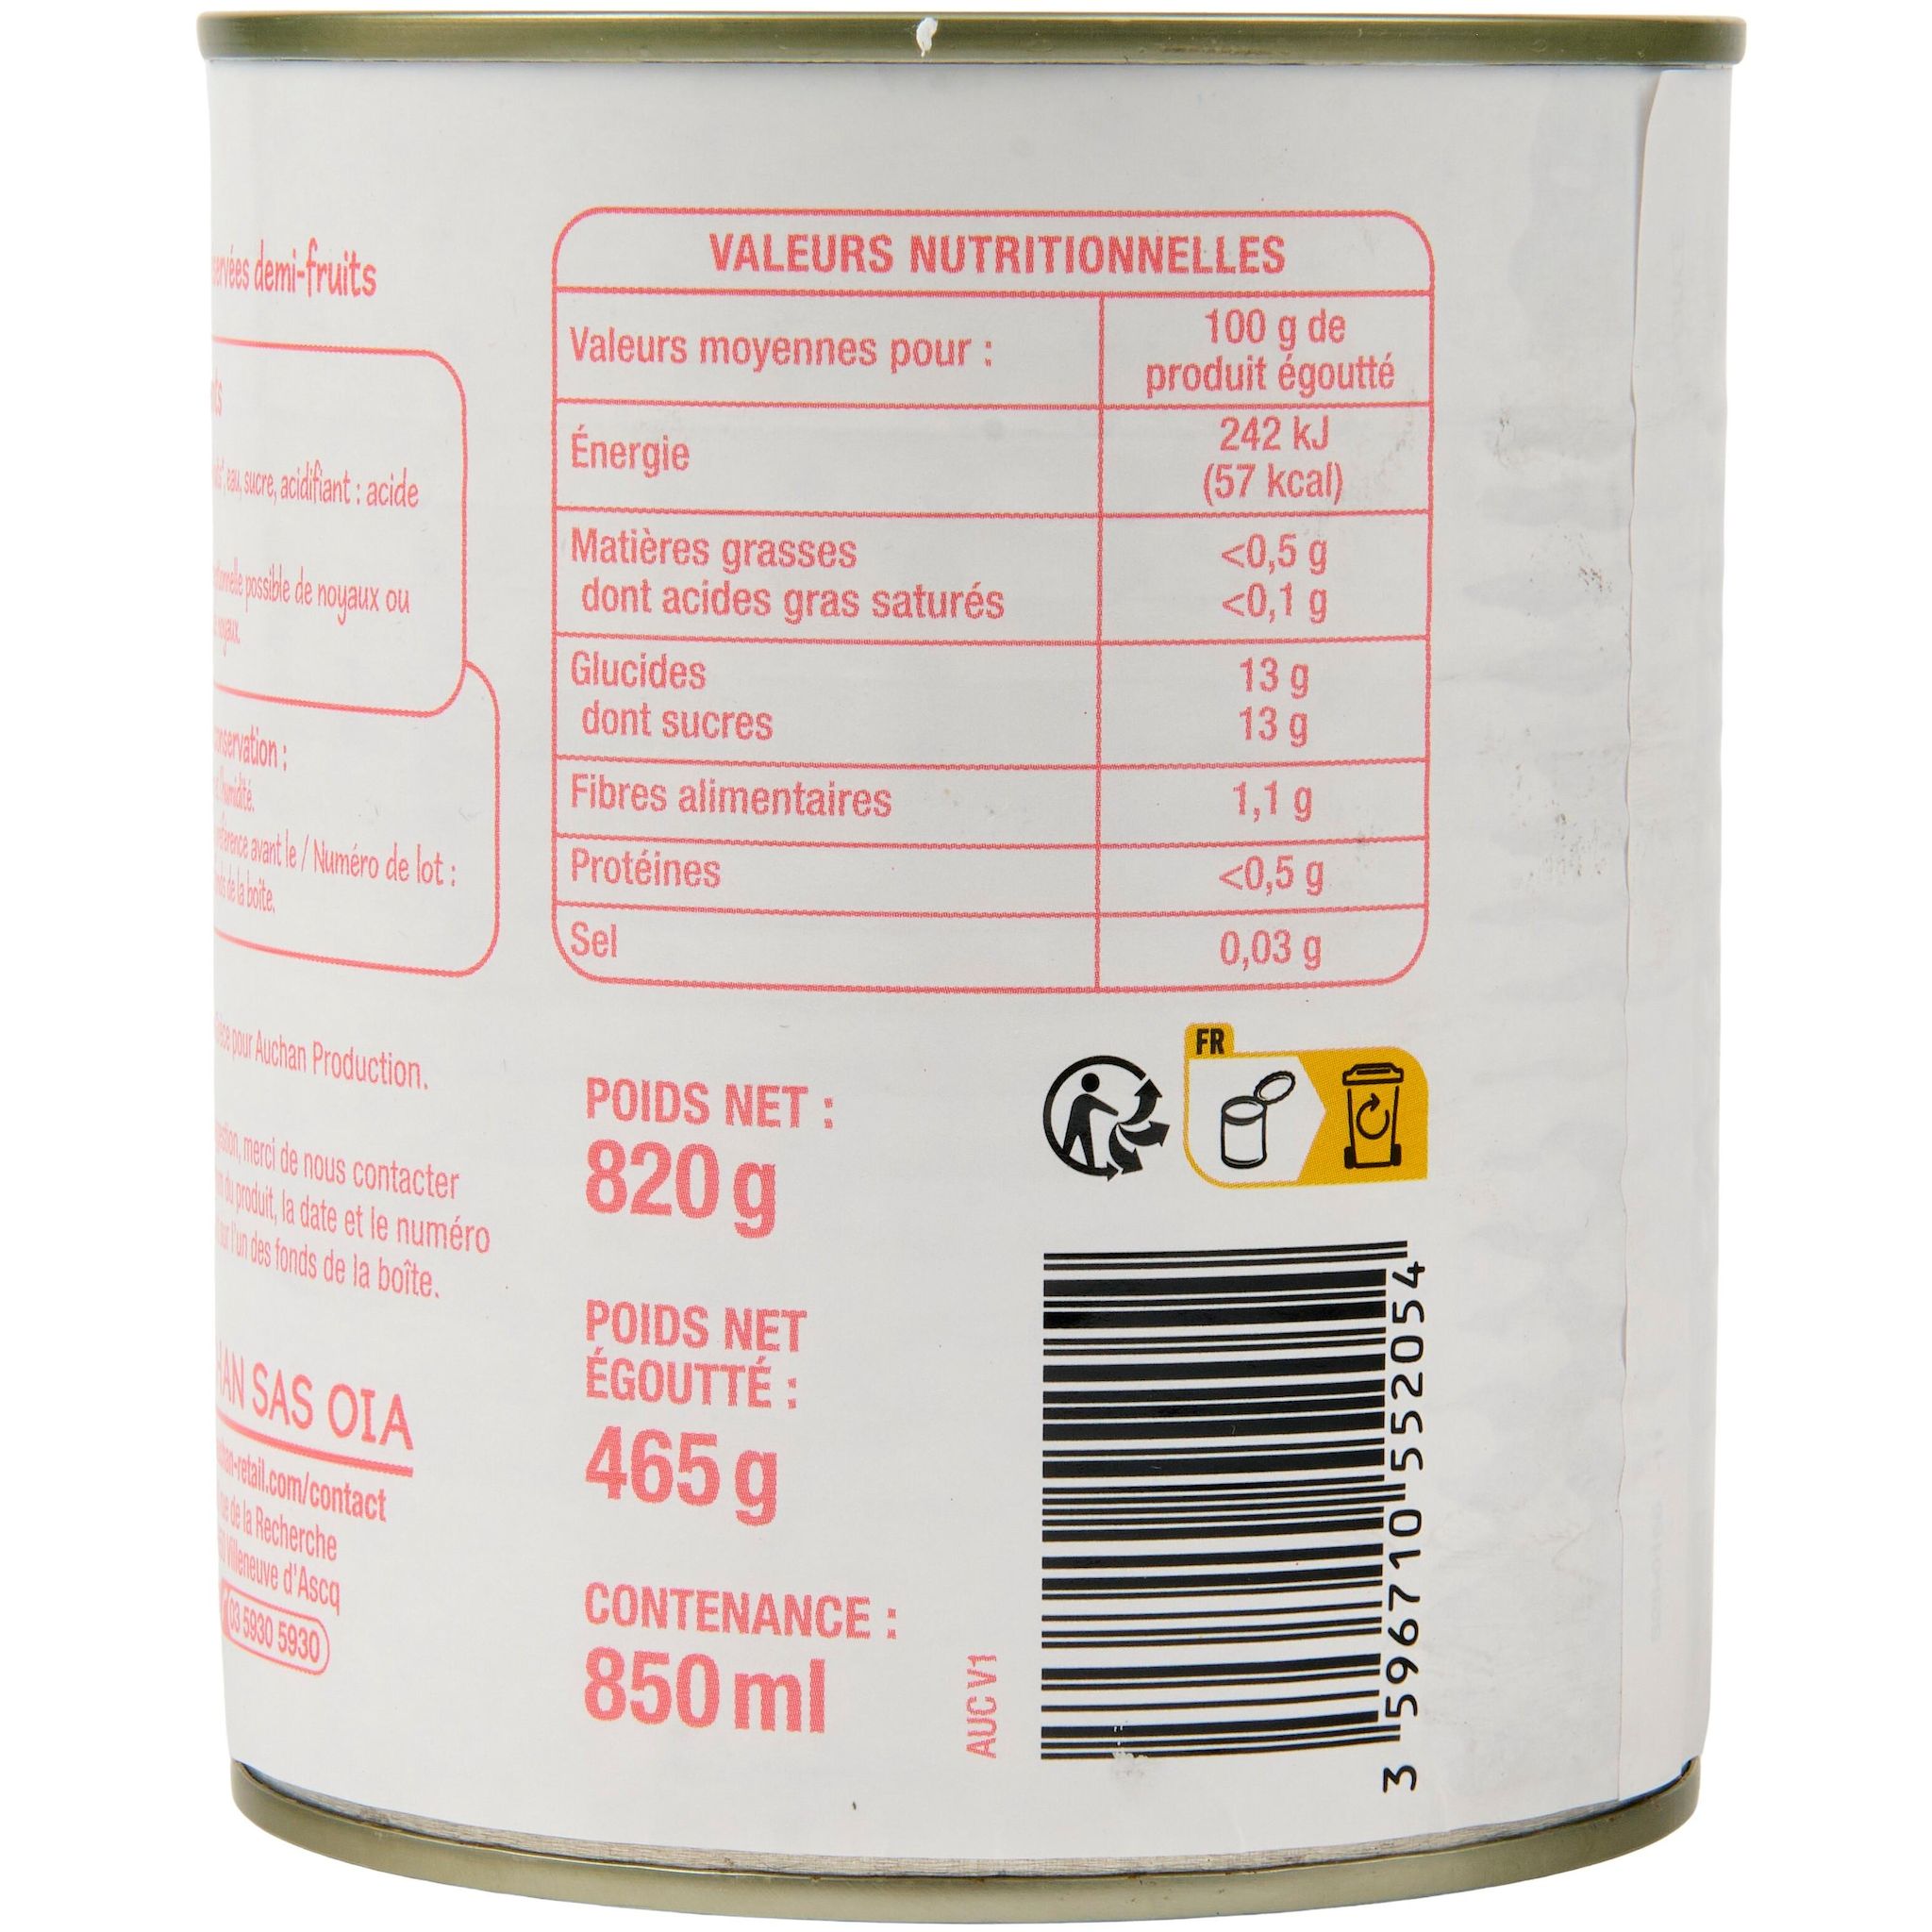 demi-fruits
eau, sucre, acidifiant : acide
possible de noyaux ou
noyaux.
avant le / Numéro de lot :
de la boîte.
pour Auchan Production.
merci de nous contacter
du produit, la date et le numéro
l'un des fonds de la boîte.
SAS OIA
retail.com/contact
de la Recherche
Villeneuve d'Ascq
03 5930 5930
VALEURS NUTRITIONNELLES
Valeurs moyennes pour : 100 g de
produit égoutté
Énergie 242 kJ
(57 kcal)
Matières grasses <0,5 g
dont acides gras saturés <0,1 g
Glucides 13 g
dont sucres 13 g
Fibres alimentaires 1,1 g
Protéines <0,5 g
Sel 0,03 g
POIDS NET :
820 g
POIDS NET
ÉGOUTTÉ :
465 g
CONTENANCE :
850 ml
AUC V1
FR
3 596710 552054